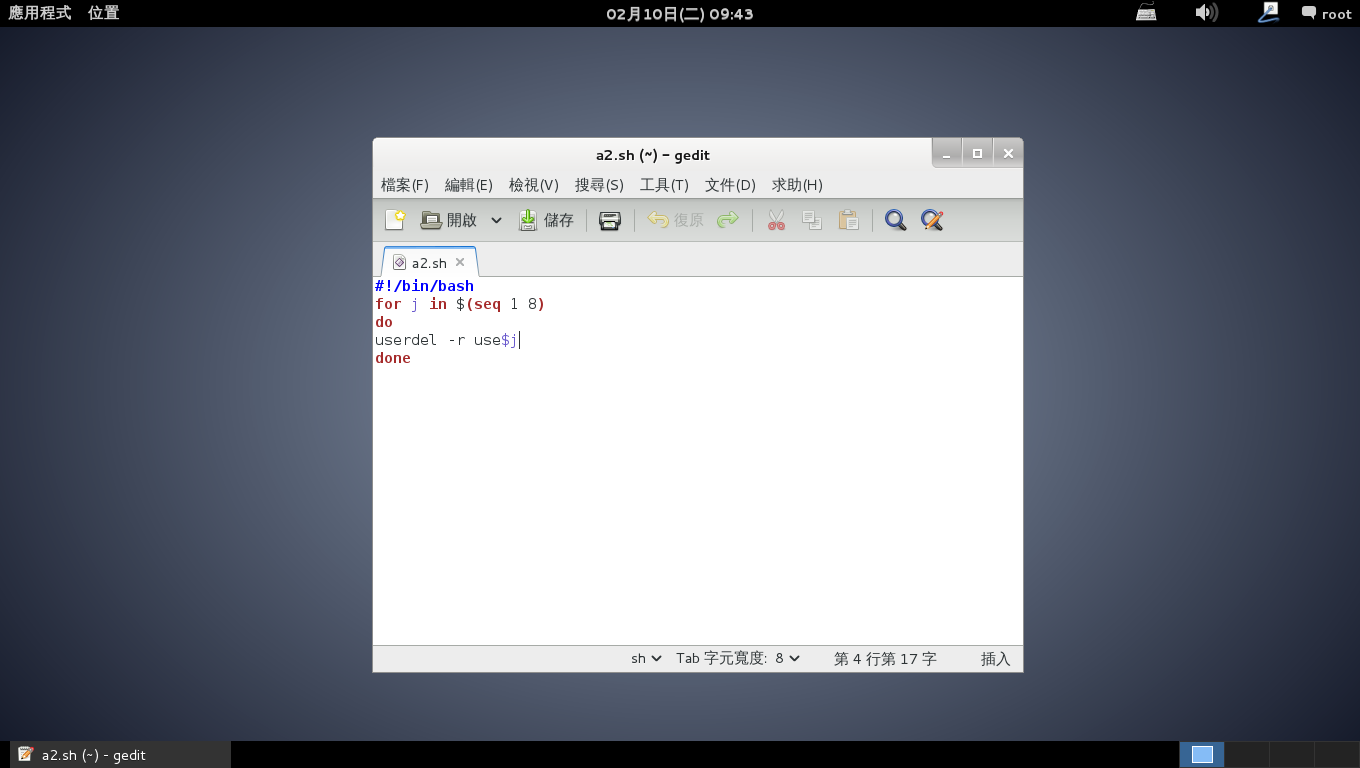 應用程式 位置 02月10日(二) 09:43 root
a2.sh (~) - gedit
檔案(F) 編輯(E) 檢視(V) 搜尋(S) 工具(T) 文件(D) 求助(H)
開啟 儲存 復原
a2.sh
#!/bin/bash
for j in $(seq 1 8)
do
userdel -r use$j
done
sh Tab 字元寬度: 8 第 4 行第 17 字 插入
a2.sh (~) - gedit